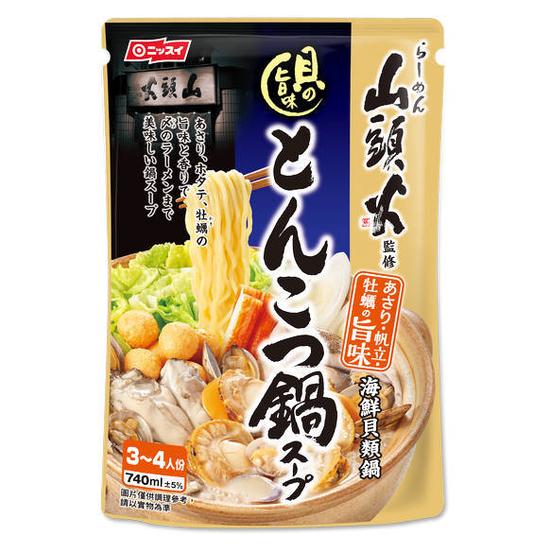 ニッスイ
山頭火
貝の
旨味
あさり、ホタテ、牡蠣の
旨味と香りで
〆のラーメンまで
美味しい鍋スープ
とんこつ鍋スープ
らーめん
山頭火
監修
あさり・帆立・
牡蠣の旨味
海鮮貝類鍋
3~4人份
740ml ±5%
圖片僅供調理參考,
請以實物為準